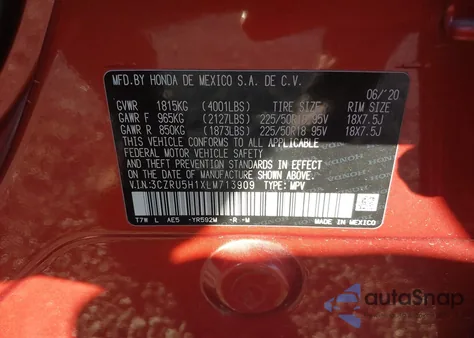 MFD.BY HONDA DE MEXICO S.A. DE C.V.
06/'20
GVWR 1815KG (4001LBS) TIRE SIZE RIM SIZE
GAWR F 965KG (2127LBS) 225/50R18 95V 18X7.5J
GAWR R 850KG (1873LBS) 225/50R18 95V 18X7.5J
THIS VEHICLE CONFORMS TO ALL APPLICABLE
FEDERAL MOTOR VEHICLE SAFETY, BUMPER,
AND THEFT PREVENTION STANDARDS IN EFFECT
ON THE DATE OF MANUFACTURE SHOWN ABOVE.
V.I.N:3CZRU5H1XLM713909 TYPE: MPV
T7W L AE5 -YR592M -R -M MADE IN MEXICO
autoSnap